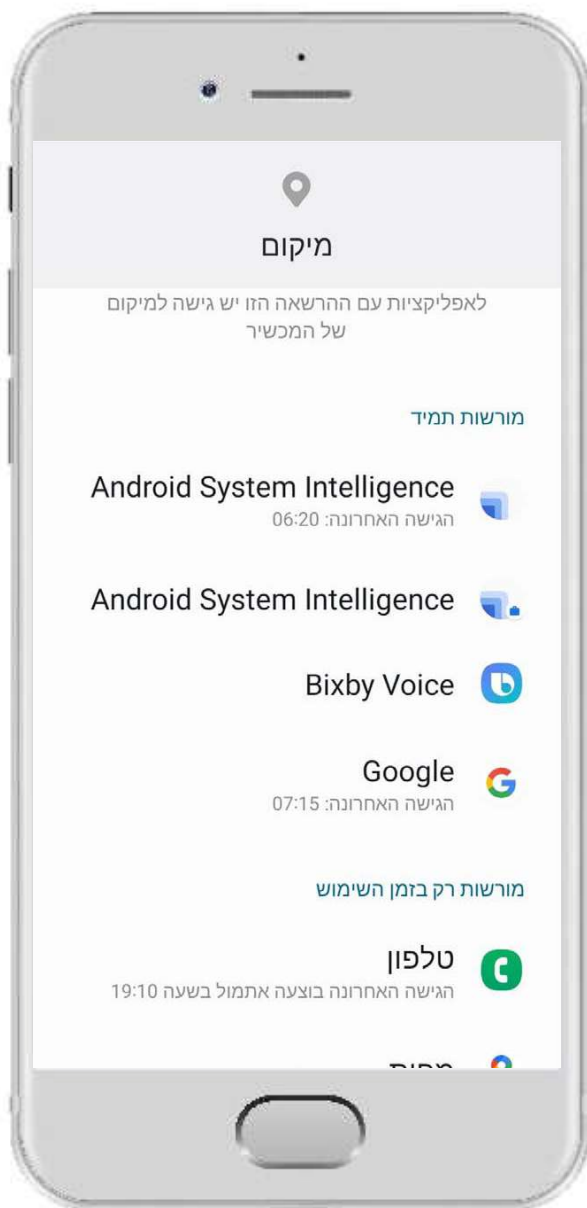 מיקום
לאפליקציות עם ההרשאה הזו יש גישה למיקום
של המכשיר
מורשות תמיד
Android System Intelligence
הגישה האחרונה: 06:20
Android System Intelligence
Bixby Voice
Google
הגישה האחרונה: 07:15
מורשות רק בזמן השימוש
טלפון
הגישה האחרונה בוצעה אתמול בשעה 19:10